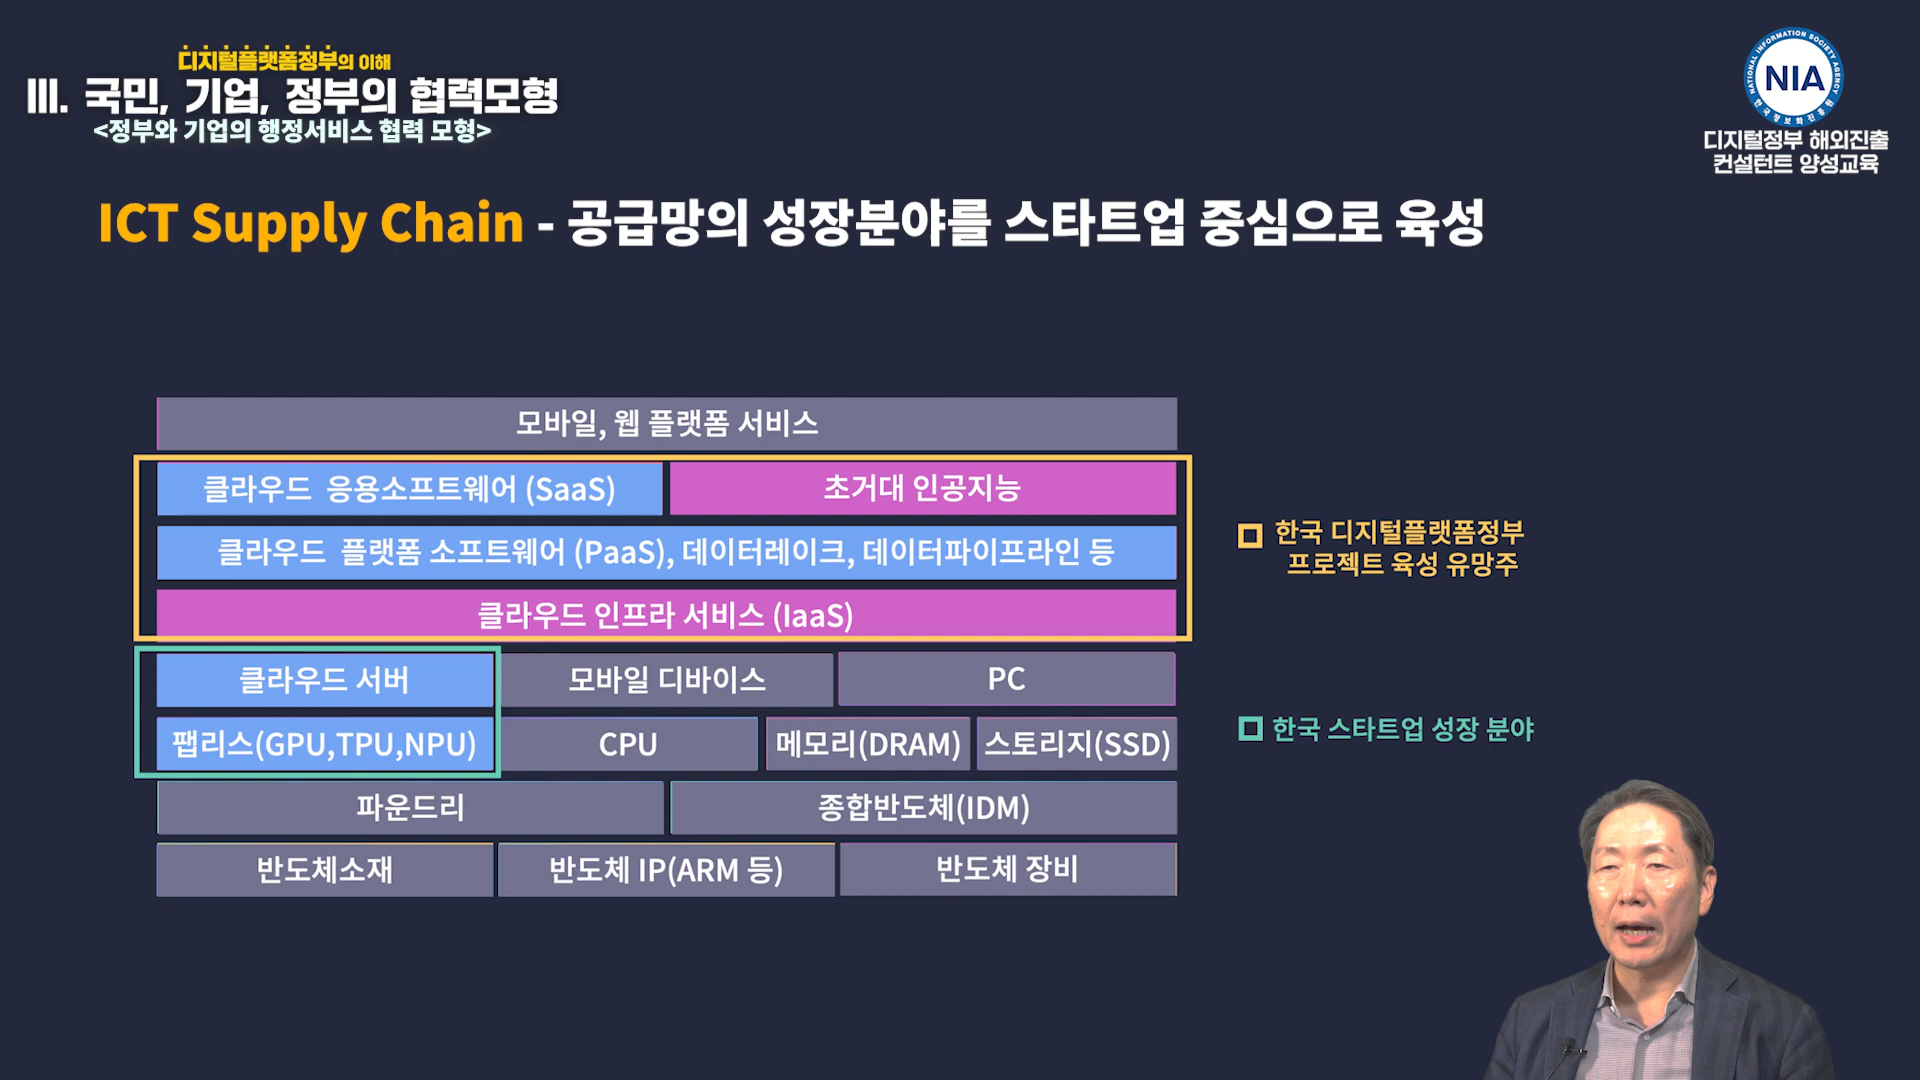 디지털플랫폼정부의 이해
III. 국민, 기업, 정부의 협력모형
<정부와 기업의 행정서비스 협력 모형>
NATIONAL INFORMATION SOCIETY AGENCY
NIA
한국정보화진흥원
디지털정부 해외진출
컨설턴트 양성교육
ICT Supply Chain - 공급망의 성장분야를 스타트업 중심으로 육성
모바일, 웹 플랫폼 서비스
클라우드 응용소프트웨어 (SaaS)
초거대 인공지능
클라우드 플랫폼 소프트웨어 (PaaS), 데이터레이크, 데이터파이프라인 등
클라우드 인프라 서비스 (IaaS)
한국 디지털플랫폼정부
프로젝트 육성 유망주
클라우드 서버
모바일 디바이스
PC
팹리스(GPU,TPU,NPU)
CPU
메모리(DRAM)
스토리지(SSD)
한국 스타트업 성장 분야
파운드리
종합반도체(IDM)
반도체소재
반도체 IP(ARM 등)
반도체 장비